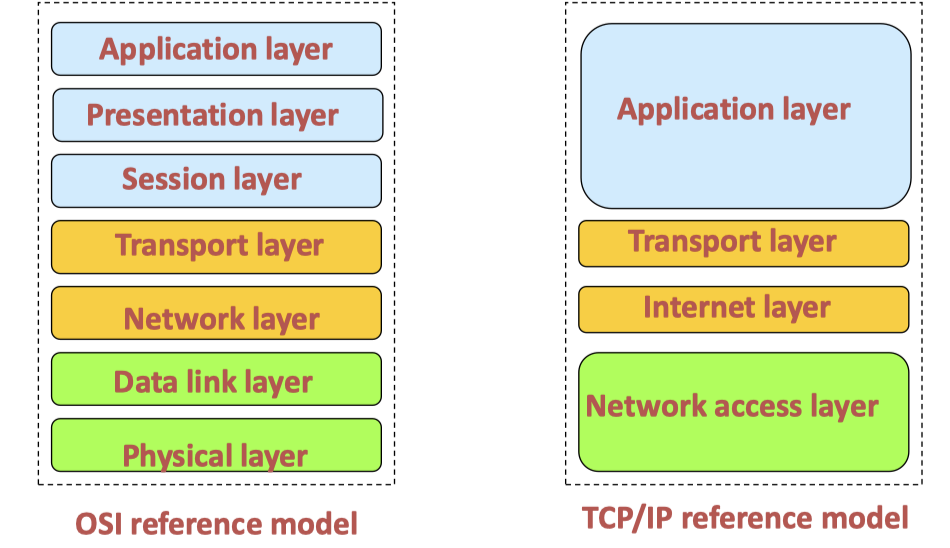 Application layer
Presentation layer
Session layer
Transport layer
Network layer
Data link layer
Physical layer
OSI reference model
Application layer
Transport layer
Internet layer
Network access layer
TCP/IP reference model